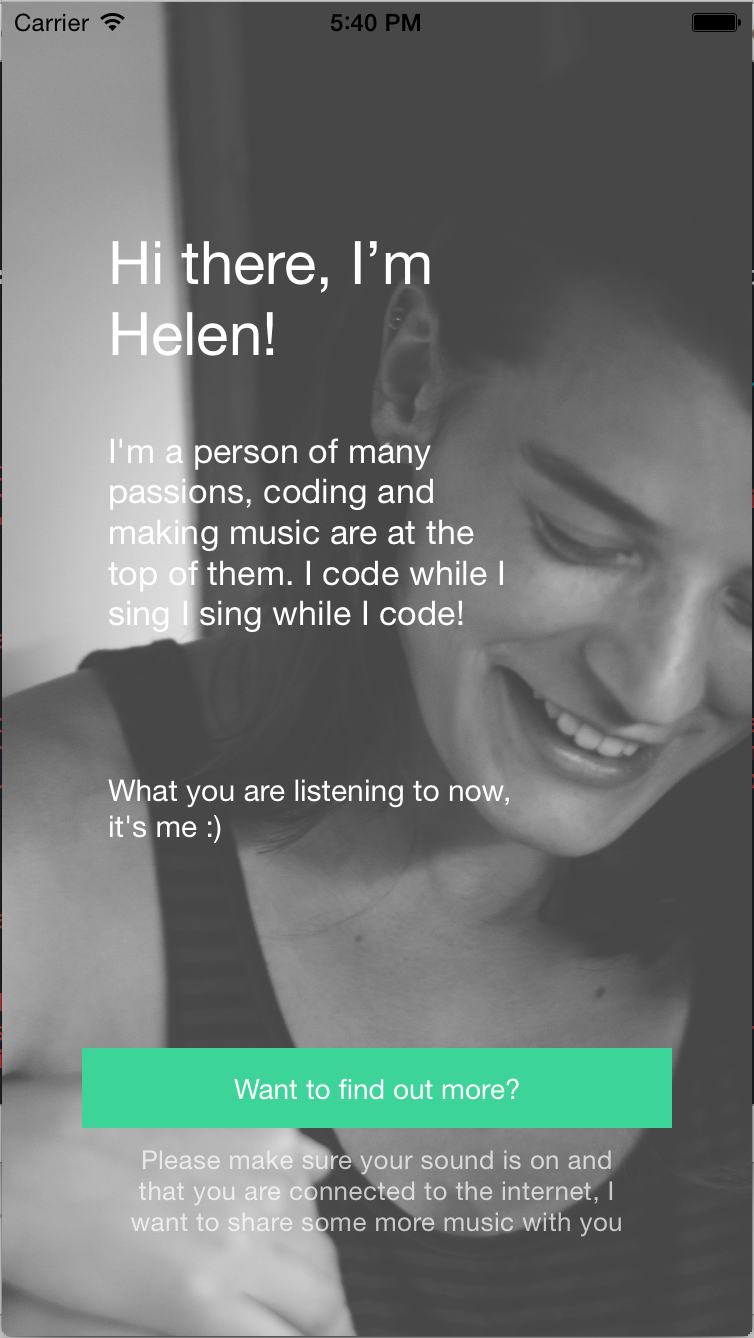 Carrier 5:40 PM
Hi there, I’m
Helen!
I'm a person of many
passions, coding and
making music are at the
top of them. I code while I
sing I sing while I code!
What you are listening to now,
it's me :)
Want to find out more?
Please make sure your sound is on and
that you are connected to the internet, I
want to share some more music with you